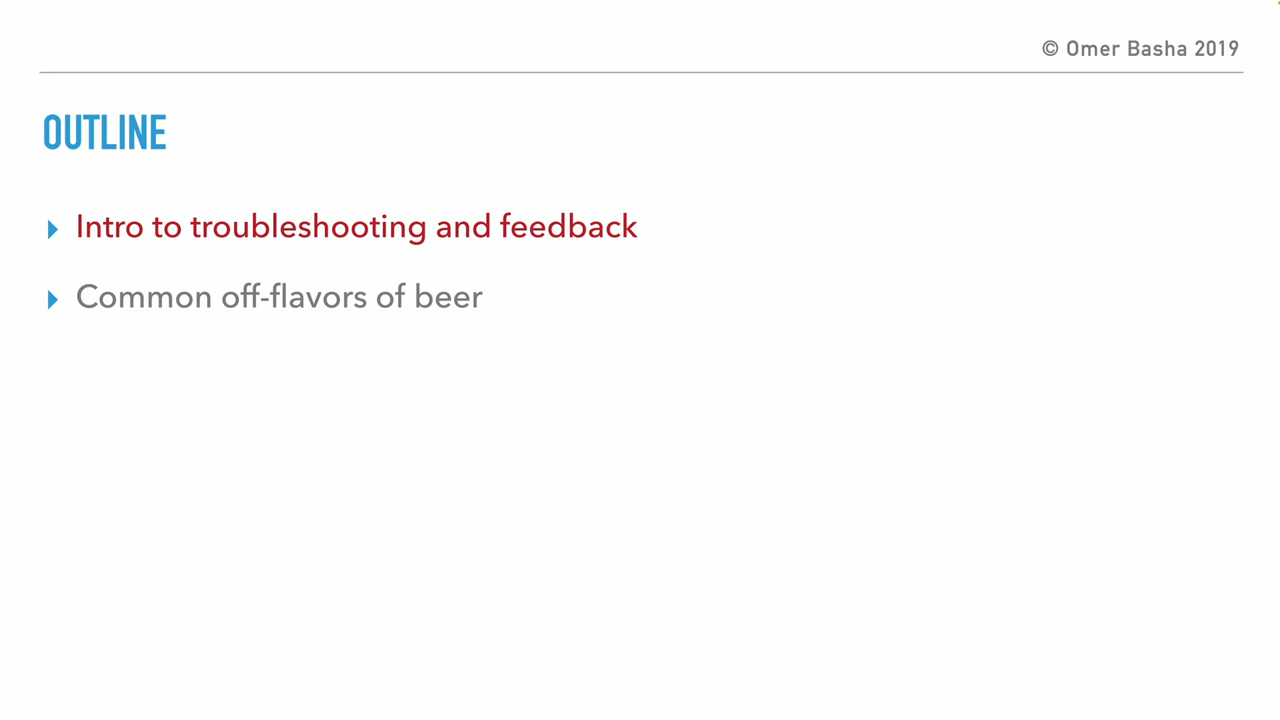 © Omer Basha 2019
OUTLINE
Intro to troubleshooting and feedback
Common off-flavors of beer